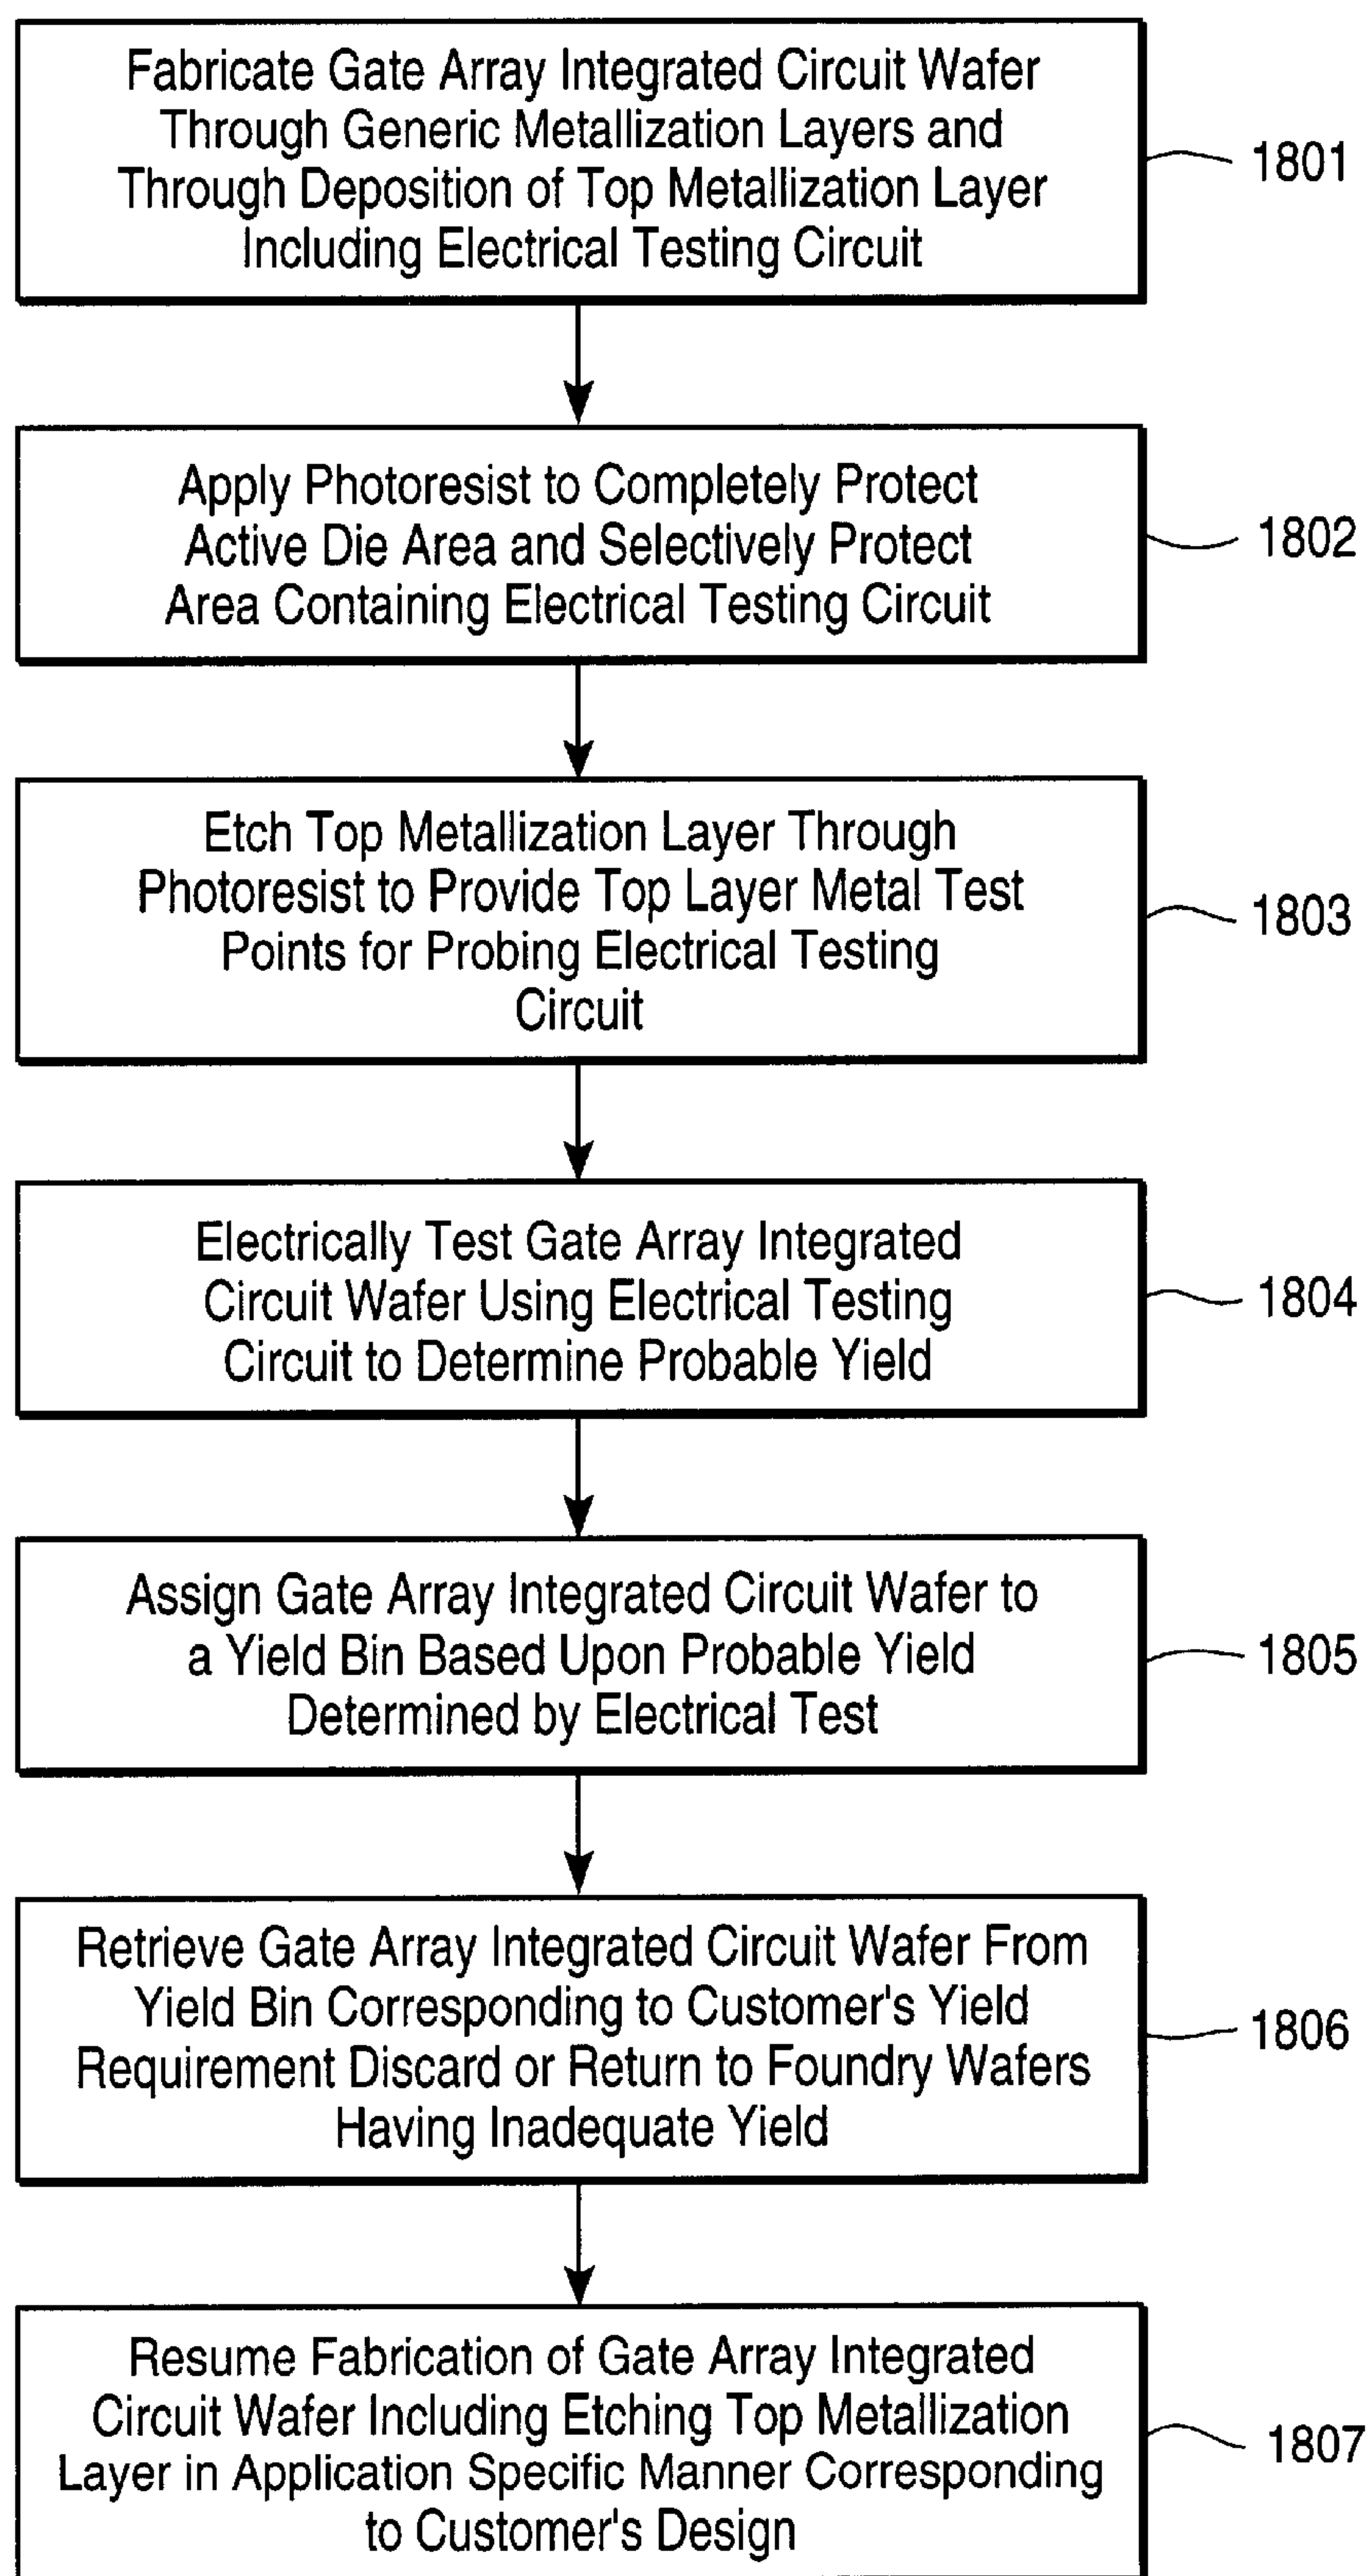 Fabricate Gate Array Integrated Circuit Wafer
Through Generic Metallization Layers and
Through Deposition of Top Metallization Layer
Including Electrical Testing Circuit
1801
Apply Photoresist to Completely Protect
Active Die Area and Selectively Protect
Area Containing Electrical Testing Circuit
1802
Etch Top Metallization Layer Through
Photoresist to Provide Top Layer Metal Test
Points for Probing Electrical Testing
Circuit
1803
Electrically Test Gate Array Integrated
Circuit Wafer Using Electrical Testing
Circuit to Determine Probable Yield
1804
Assign Gate Array Integrated Circuit Wafer to
a Yield Bin Based Upon Probable Yield
Determined by Electrical Test
1805
Retrieve Gate Array Integrated Circuit Wafer From
Yield Bin Corresponding to Customer's Yield
Requirement Discard or Return to Foundry Wafers
Having Inadequate Yield
1806
Resume Fabrication of Gate Array Integrated
Circuit Wafer Including Etching Top Metallization
Layer in Application Specific Manner Corresponding
to Customer's Design
1807